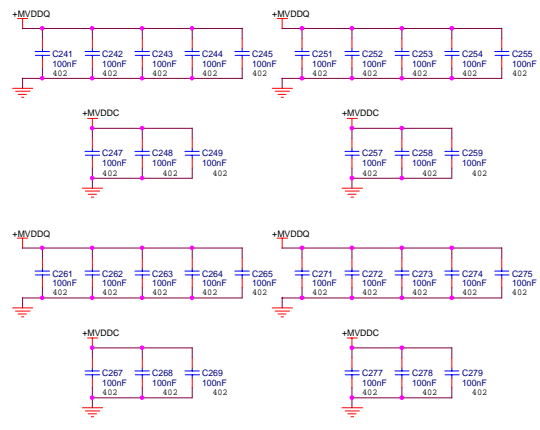 +MVDDQ +MVDDQ
C241 C242 C243 C244 C245 C251 C252 C253 C254 C255
100nF 100nF 100nF 100nF 100nF 100nF 100nF 100nF 100nF 100nF
402 402 402 402 402 402 402 402 402 402
+MVDDC +MVDDC
C247 C248 C249 C257 C258 C259
100nF 100nF 100nF 100nF 100nF 100nF
402 402 402 402 402 402
+MVDDQ +MVDDQ
C261 C262 C263 C264 C265 C271 C272 C273 C274 C275
100nF 100nF 100nF 100nF 100nF 100nF 100nF 100nF 100nF 100nF
402 402 402 402 402 402 402 402 402 402
+MVDDC +MVDDC
C267 C268 C269 C277 C278 C279
100nF 100nF 100nF 100nF 100nF 100nF
402 402 402 402 402 402